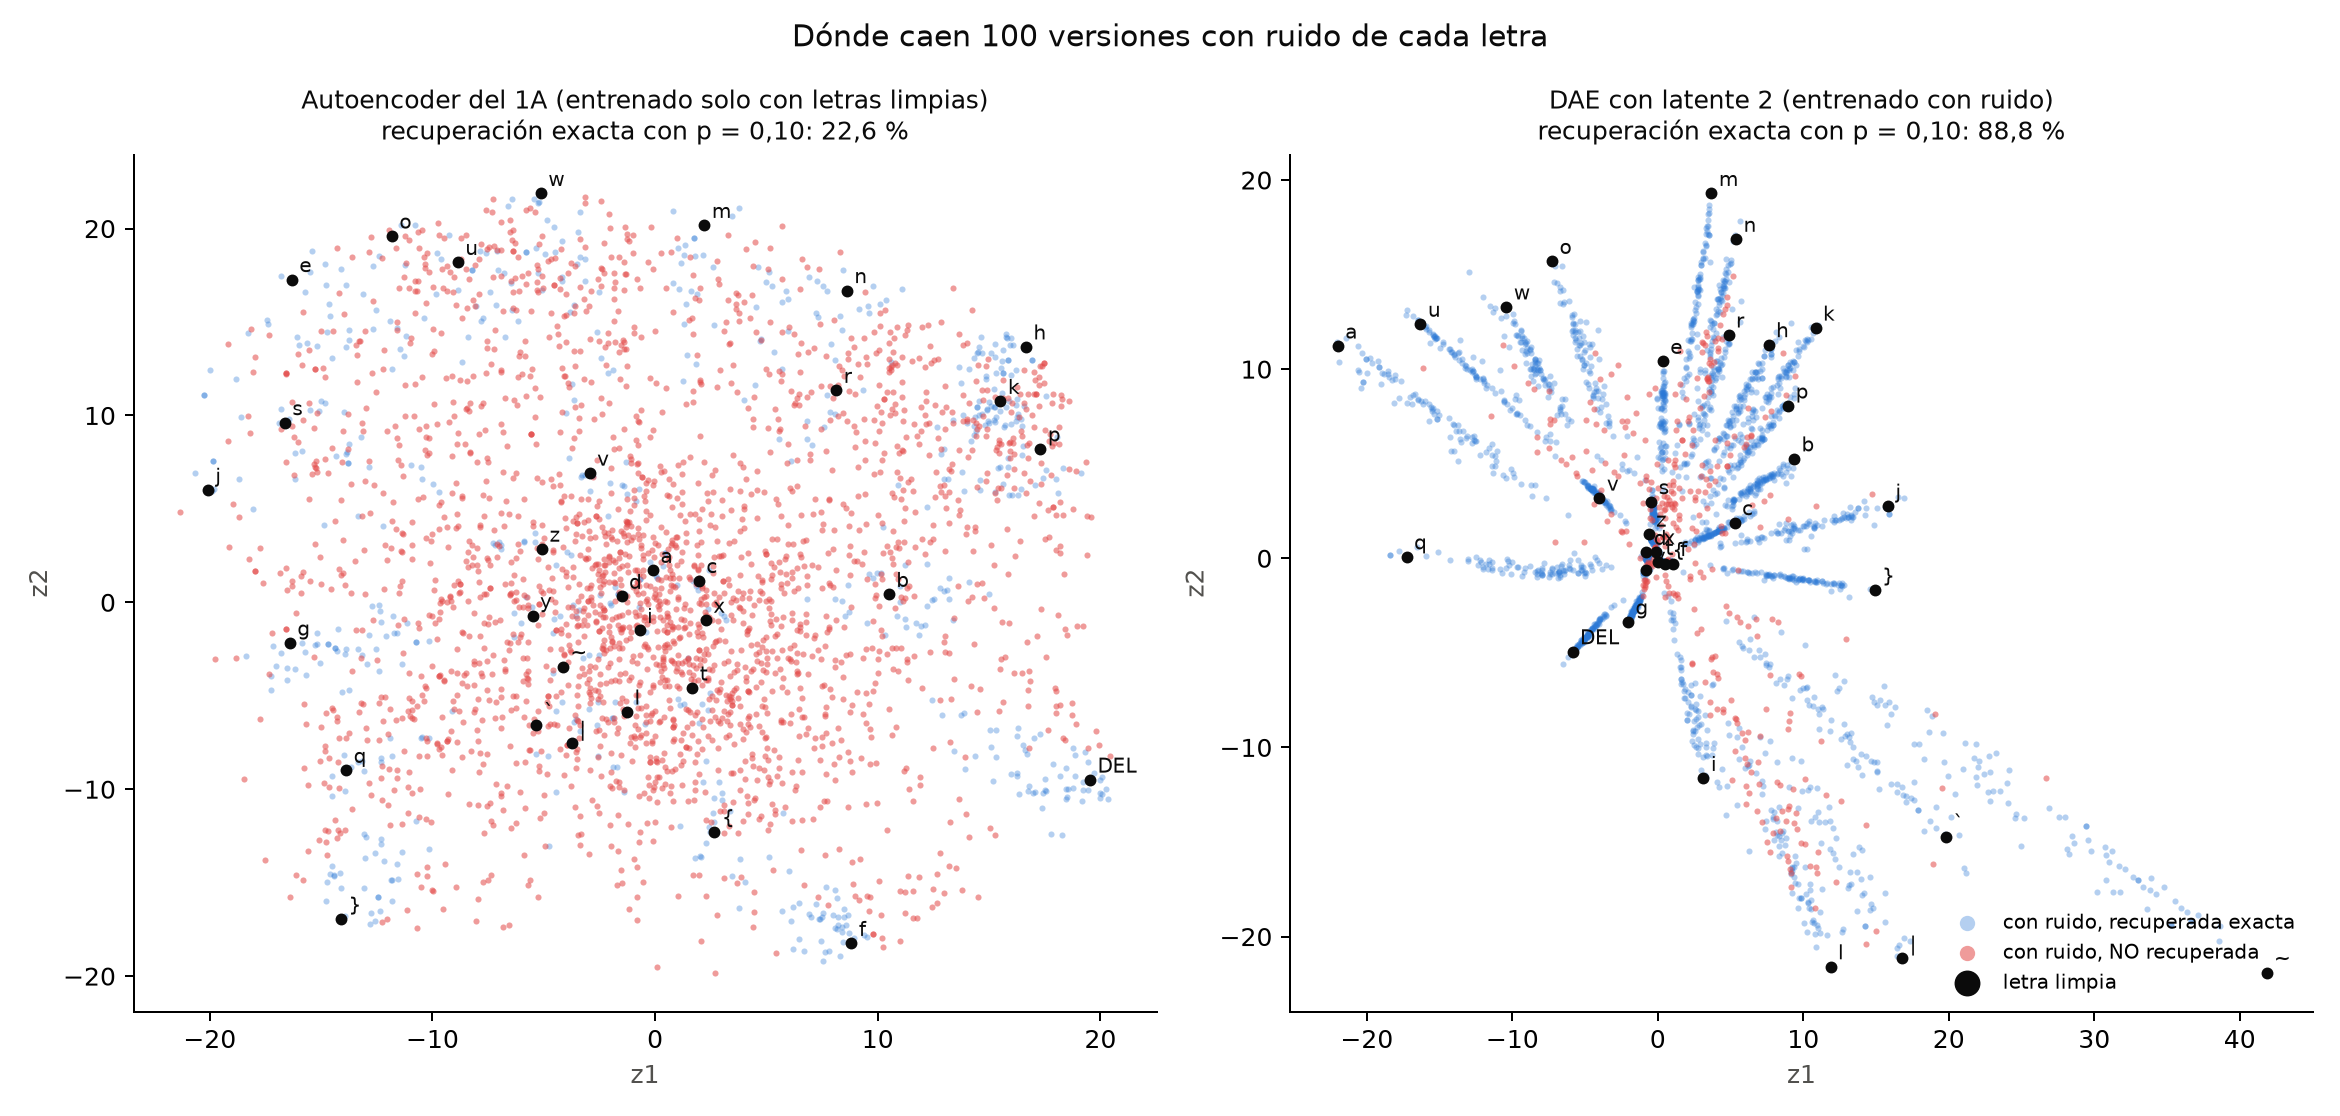 Dónde caen 100 versiones con ruido de cada letra
Autoencoder del 1A (entrenado solo con letras limpias)
recuperación exacta con p = 0,10: 22,6 %
w
m
o
u
e
n
h
r
k
s
p
v
j
z
a
c
d
b
y
i
x
g
~
t
l
`
|
q
DEL
{
}
f
20
10
0
−10
−20
z2
−20
−10
0
10
20
z1
DAE con latente 2 (entrenado con ruido)
recuperación exacta con p = 0,10: 88,8 %
m
n
o
w
u
a
k
r
h
e
p
b
v
s
j
c
z
q
d
x
t
{
f
}
g
DEL
i
`
l
|
~
20
10
0
−10
−20
z2
−20
−10
0
10
20
30
40
z1
con ruido, recuperada exacta
con ruido, NO recuperada
letra limpia